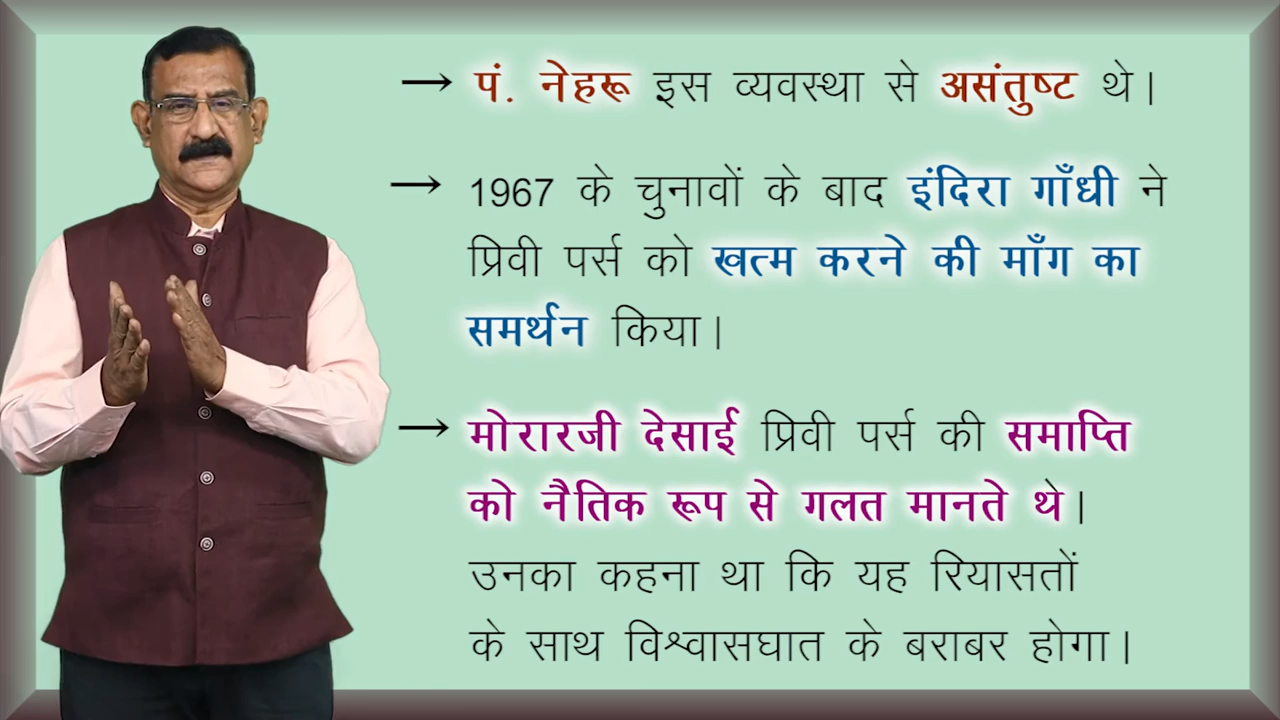 → पं. नेहरू इस व्यवस्था से असंतुष्ट थे।
→ 1967 के चुनावों के बाद इंदिरा गाँधी ने
प्रिवी पर्स को खत्म करने की माँग का
समर्थन किया।
→ मोरारजी देसाई प्रिवी पर्स की समाप्ति
को नैतिक रूप से गलत मानते थे।
उनका कहना था कि यह रियासतों
के साथ विश्वासघात के बराबर होगा।